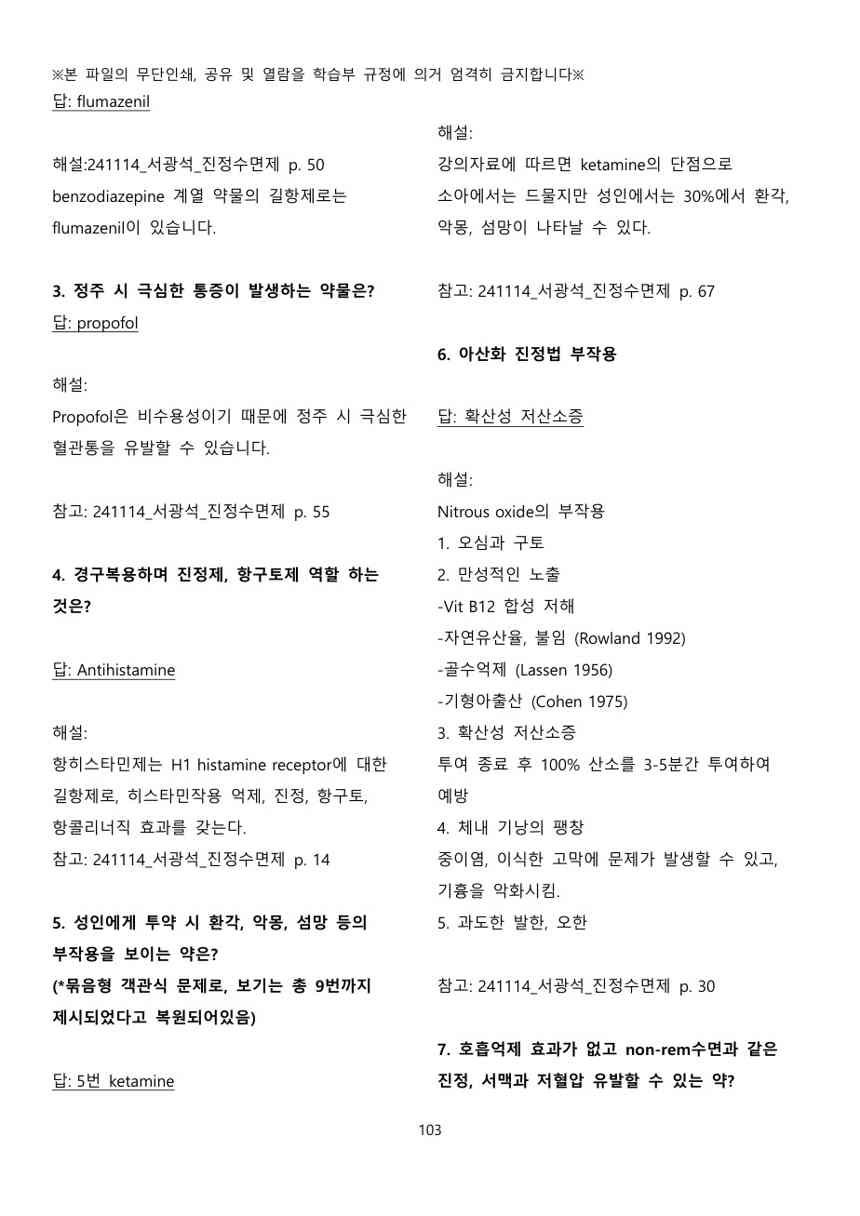 ※본 파일의 무단인쇄, 공유 및 열람을 학습부 규정에 의거 엄격히 금지합니다※
답: flumazenil
해설:241114_서광석_진정수면제 p. 50
benzodiazepine 계열 약물의 길항제로는
flumazenil이 있습니다.
3. 정주 시 극심한 통증이 발생하는 약물은?
답: propofol
해설:
Propofol은 비수용성이기 때문에 정주 시 극심한
혈관통을 유발할 수 있습니다.
참고: 241114_서광석_진정수면제 p. 55
4. 경구복용하며 진정제, 항구토제 역할 하는
것은?
답: Antihistamine
해설:
항히스타민제는 H1 histamine receptor에 대한
길항제로, 히스타민작용 억제, 진정, 항구토,
항콜리너직 효과를 갖는다.
참고: 241114_서광석_진정수면제 p. 14
5. 성인에게 투약 시 환각, 악몽, 섬망 등의
부작용을 보이는 약은?
(*묶음형 객관식 문제로, 보기는 총 9번까지
제시되었다고 복원되어있음)
답: 5번 ketamine
해설:
강의자료에 따르면 ketamine의 단점으로
소아에서는 드물지만 성인에서는 30%에서 환각,
악몽, 섬망이 나타날 수 있다.
참고: 241114_서광석_진정수면제 p. 67
6. 아산화 진정법 부작용
답: 확산성 저산소증
해설:
Nitrous oxide의 부작용
1. 오심과 구토
2. 만성적인 노출
-Vit B12 합성 저해
-자연유산율, 불임 (Rowland 1992)
-골수억제 (Lassen 1956)
-기형아출산 (Cohen 1975)
3. 확산성 저산소증
투여 종료 후 100% 산소를 3-5분간 투여하여
예방
4. 체내 기낭의 팽창
중이염, 이식한 고막에 문제가 발생할 수 있고,
기흉을 악화시킴.
5. 과도한 발한, 오한
참고: 241114_서광석_진정수면제 p. 30
7. 호흡억제 효과가 없고 non-rem수면과 같은
진정, 서맥과 저혈압 유발할 수 있는 약?
103